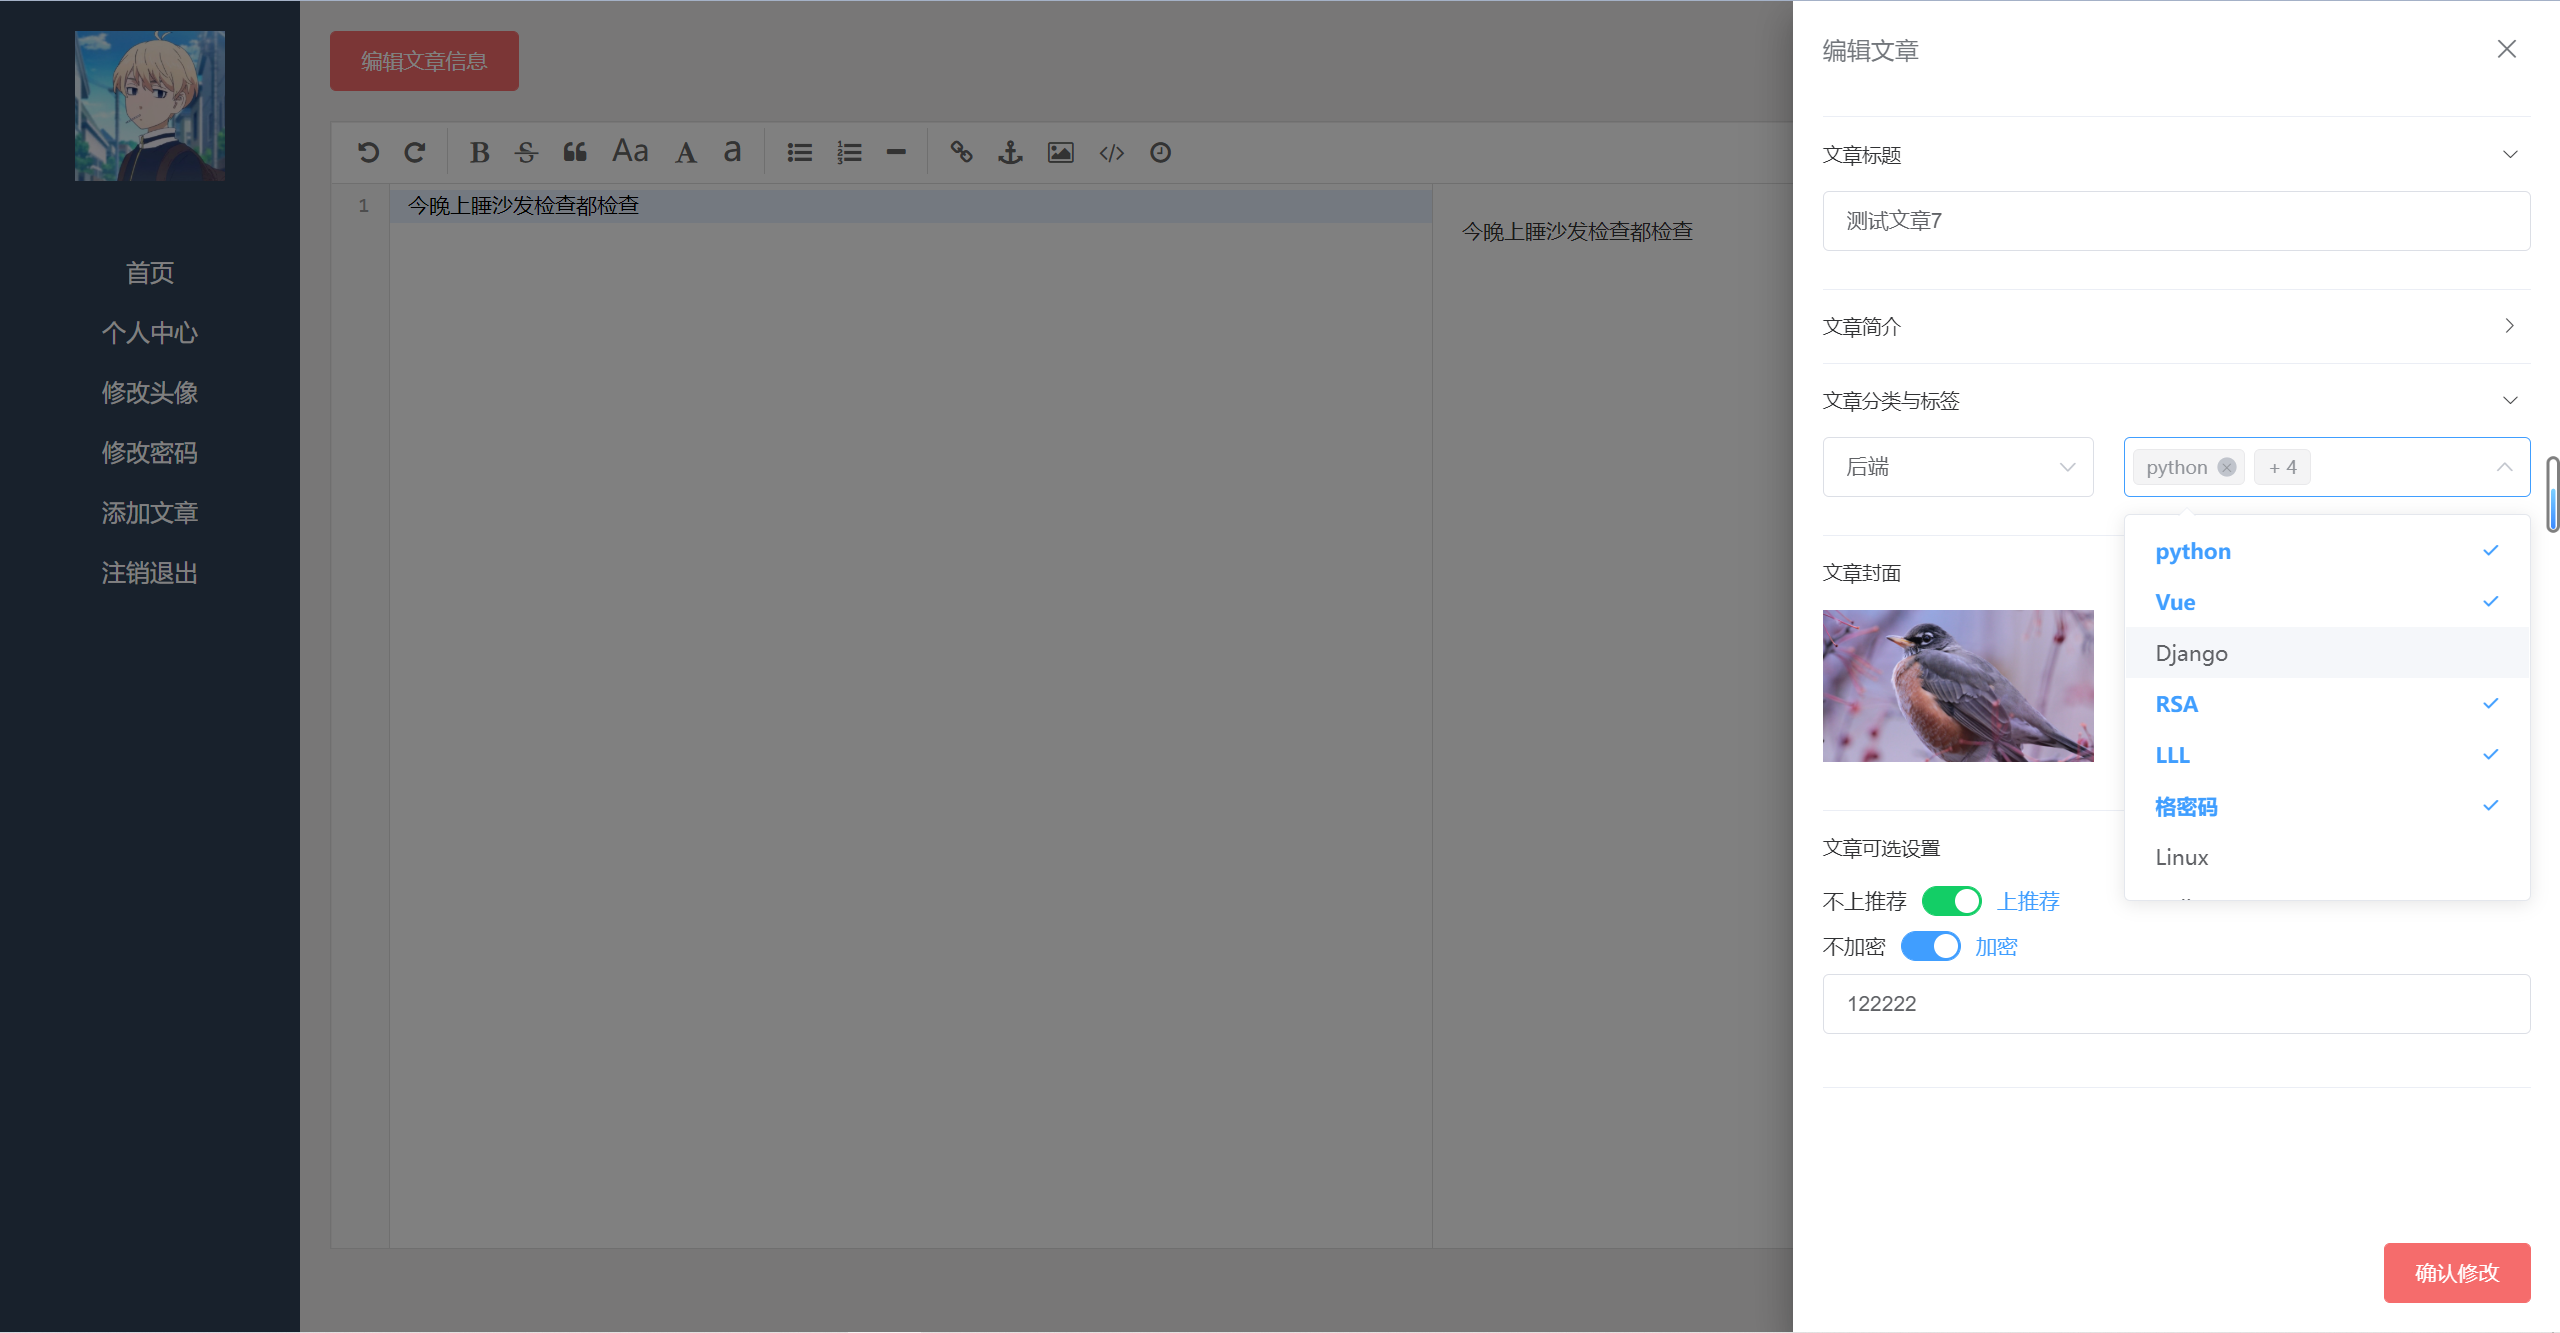 首页
个人中心
修改头像
修改密码
添加文章
注销退出
编辑文章信息
B S Aa A a
1 今晚上睡沙发检查都检查
今晚上睡沙发检查都检查
编辑文章
文章标题
测试文章7
文章简介
文章分类与标签
后端
python + 4
python
Vue
Django
RSA
LLL
格密码
Linux
文章封面
文章可选设置
不上推荐 上推荐
不加密 加密
122222
确认修改